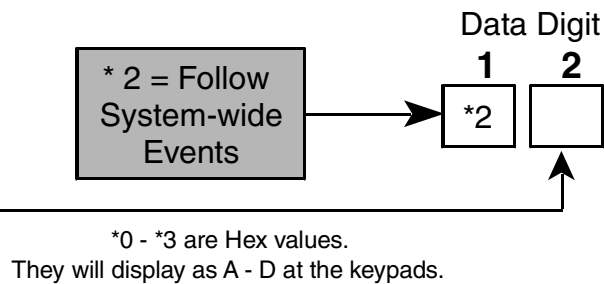 Data Digit
1 2
* 2 = Follow
System-wide
Events
*2
*0 - *3 are Hex values.
They will display as A - D at the keypads.